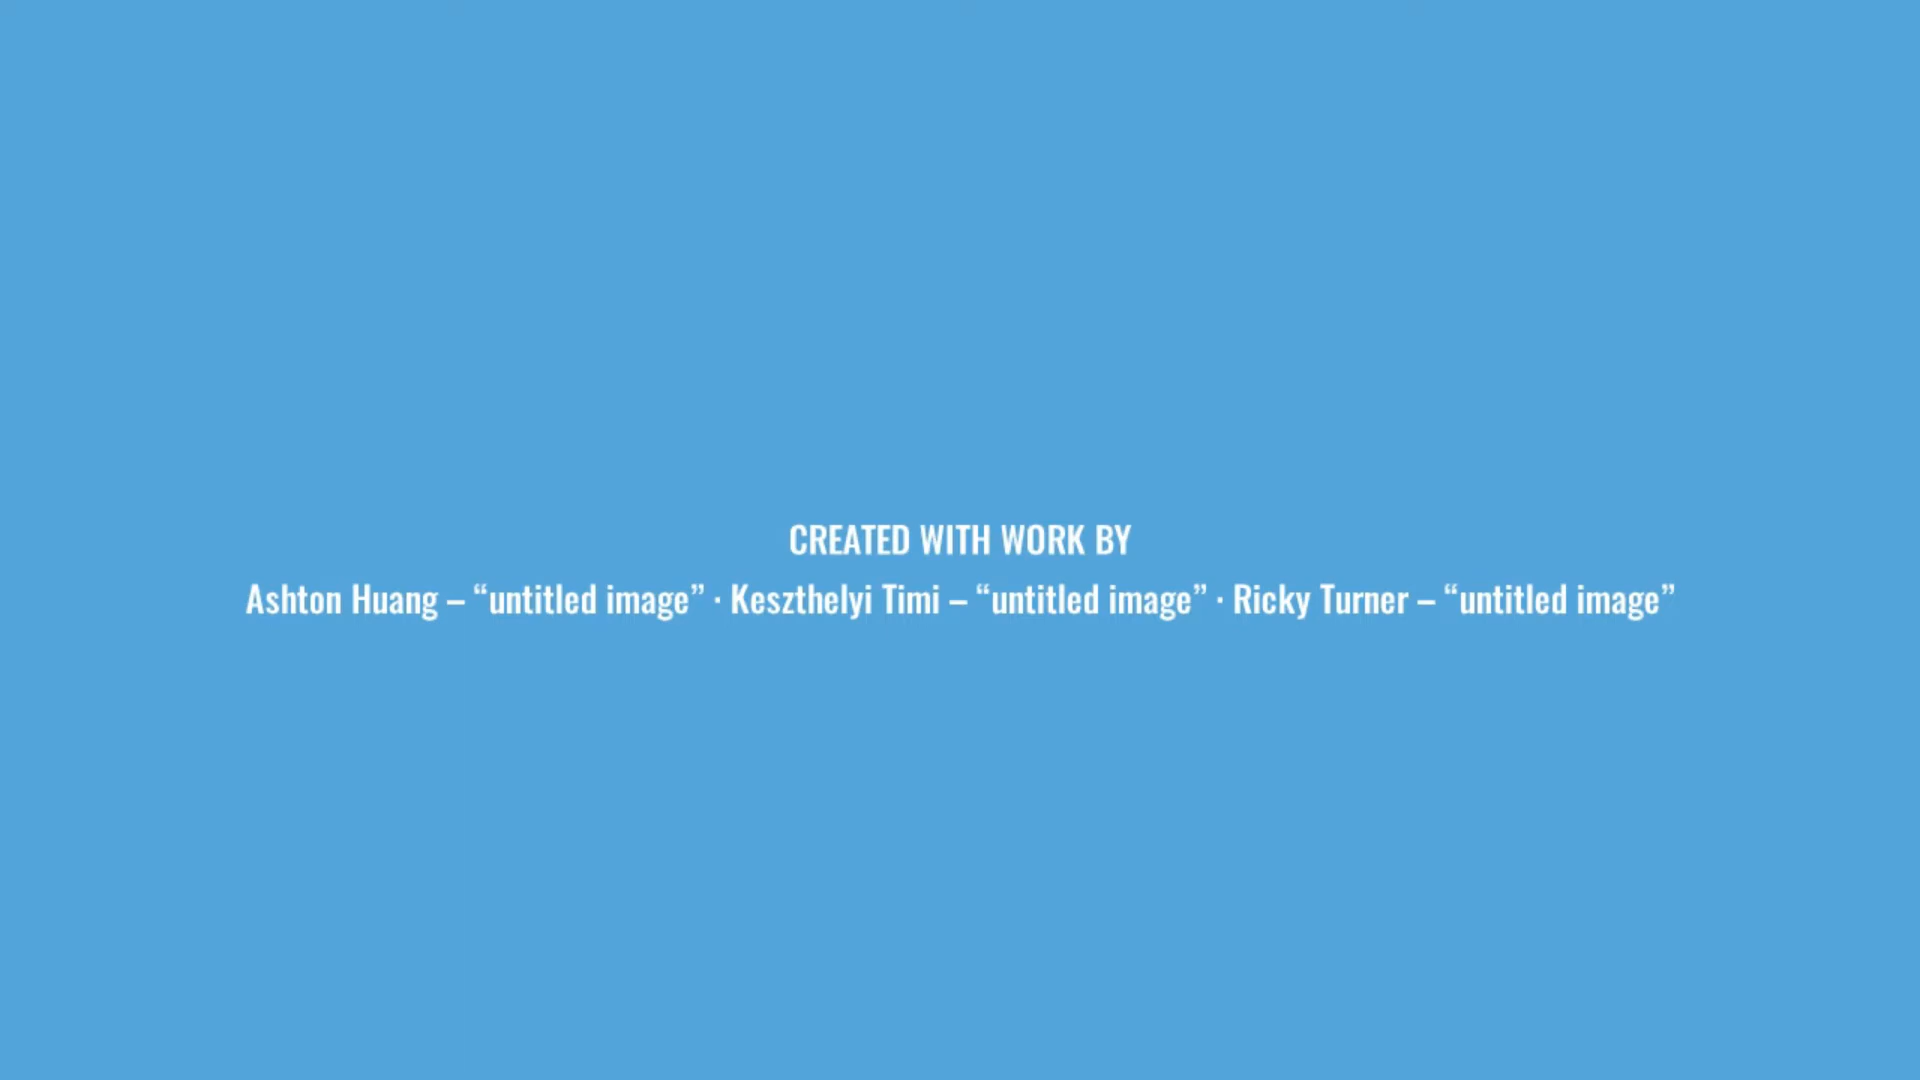 CREATED WITH WORK BY
Ashton Huang – “untitled image” · Keszthelyi Timi – “untitled image” · Ricky Turner – “untitled image”